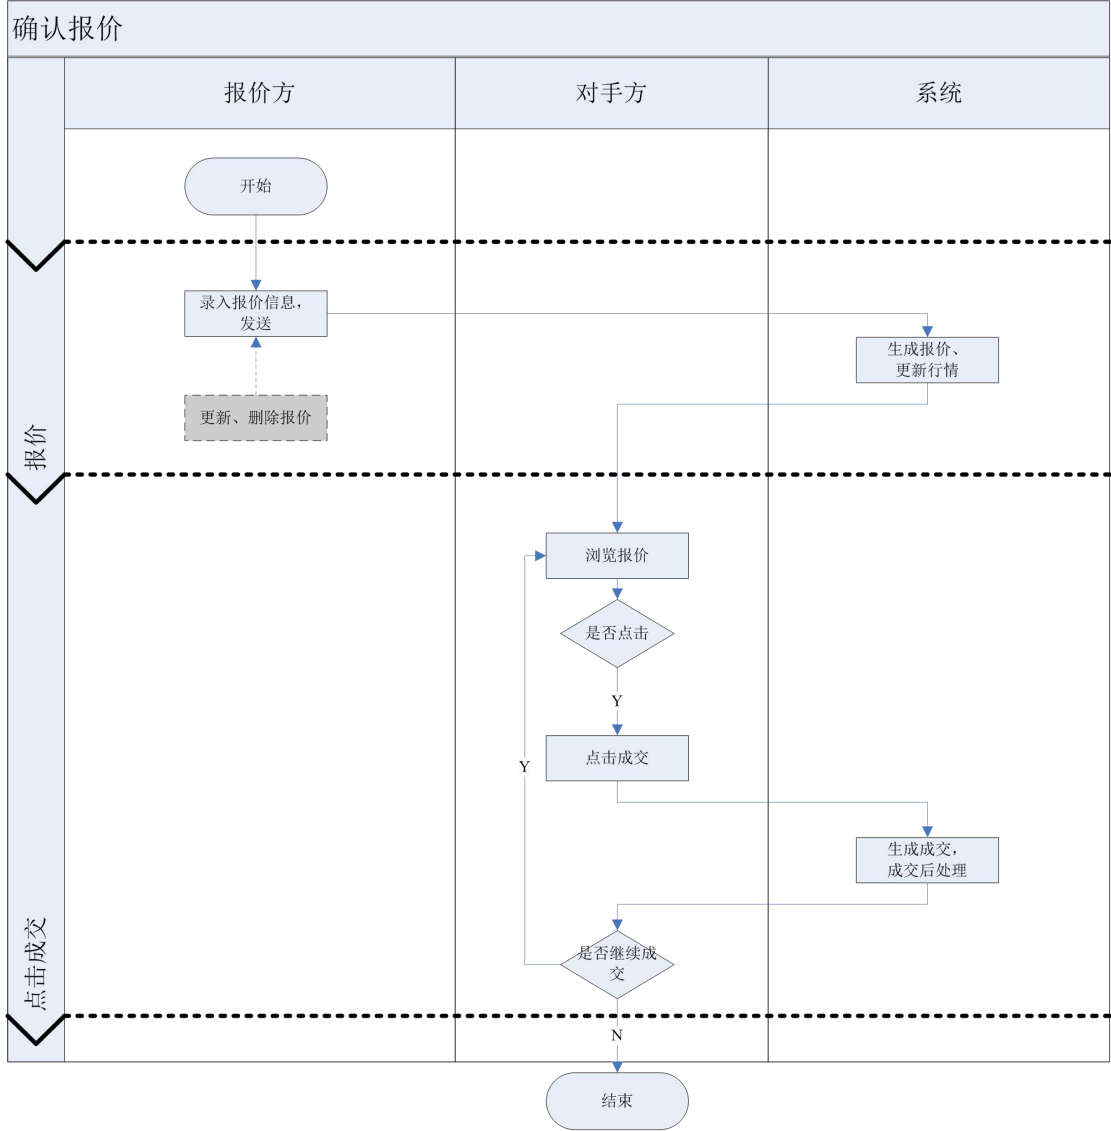 确认报价
报价方
对手方
系统
开始
录入报价信息，
发送
生成报价、
更新行情
更新、删除报价
报价
浏览报价
是否点击
Y
点击成交
Y
生成成交，
成交后处理
是否继续成
交
点击成交
N
结束